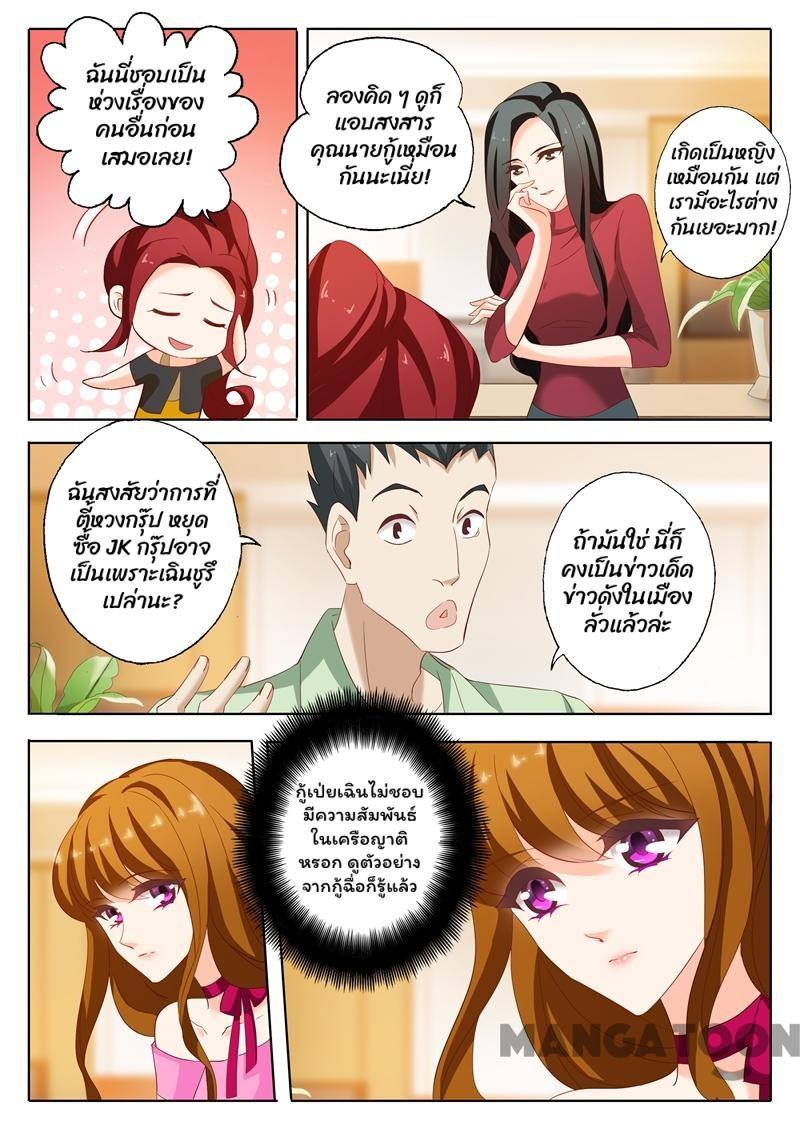 ฉันนี่ชอบเป็น
ห่วงเรื่องของ
คนอื่นก่อน
เสมอเลย!
ลองคิด ๆ ดูก็
แอบสงสาร
คุณนายกู้เหมือน
กันนะเนี่ย!
เกิดเป็นหญิง
เหมือนกัน แต่
เรามีอะไรต่าง
กันเยอะมาก!
ฉันสงสัยว่าการที่
ตี้หวงกรุ๊ป หยุด
ซื้อ JK กรุ๊ปอาจ
เป็นเพราะเฉินชูรึ
เปล่านะ?
ถ้ามันใช่ นี่ก็
คงเป็นข่าวเด็ด
ข่าวดังในเมือง
ลั่วแล้วล่ะ
กู้เป่ยเฉินไม่ชอบ
มีความสัมพันธ์
ในเครือญาติ
หรอก ดูตัวอย่าง
จากกู้ฉื่อก็รู้แล้ว
MANGATOON